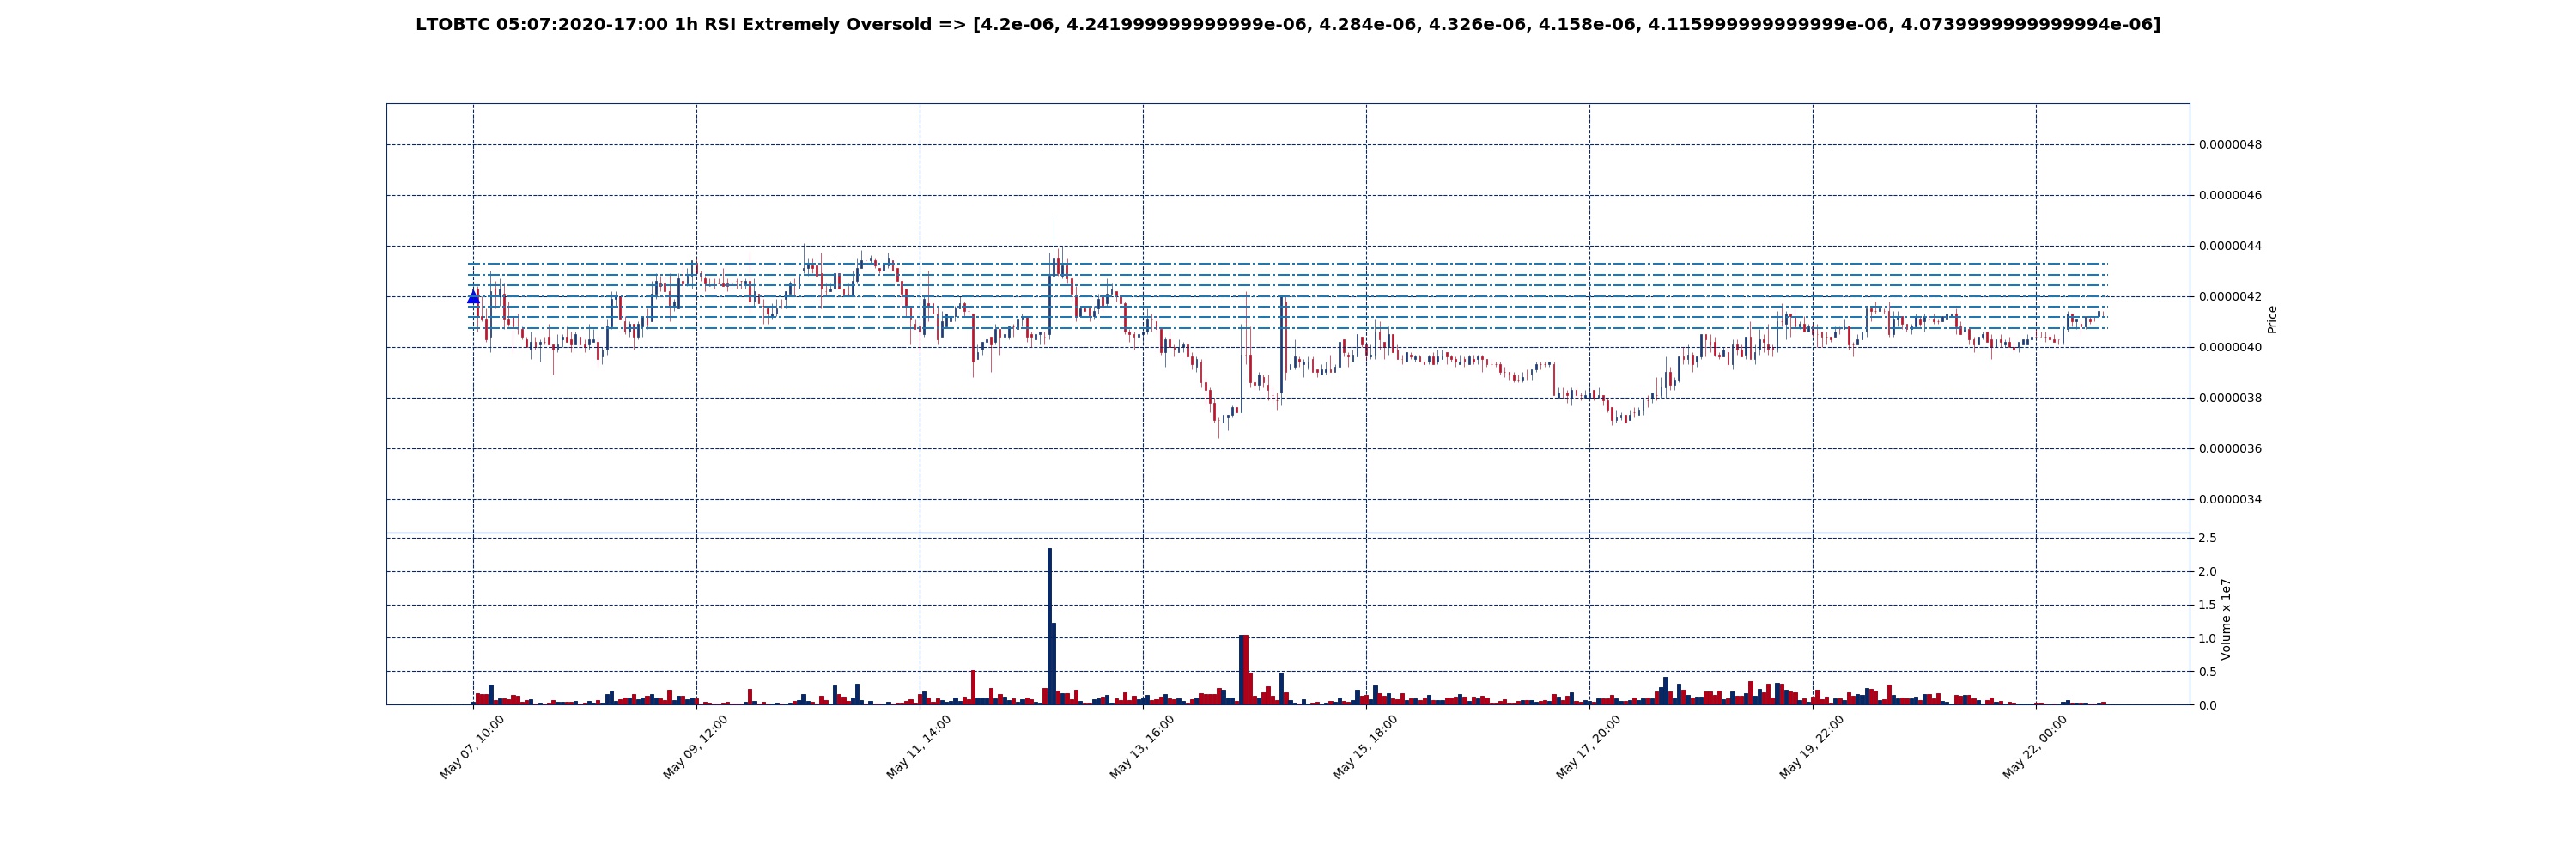 LTOBTC 05:07:2020-17:00 1h RSI Extremely Oversold => [4.2e-06, 4.241999999999999e-06, 4.284e-06, 4.326e-06, 4.158e-06, 4.115999999999999e-06, 4.0739999999999994e-06]
0.0000048
0.0000046
0.0000044
0.0000042
0.0000040
0.0000038
0.0000036
0.0000034
Price
2.5
2.0
1.5
1.0
0.5
0.0
Volume x 1e7
May 07, 10:00
May 09, 12:00
May 11, 14:00
May 13, 16:00
May 15, 18:00
May 17, 20:00
May 19, 22:00
May 22, 00:00